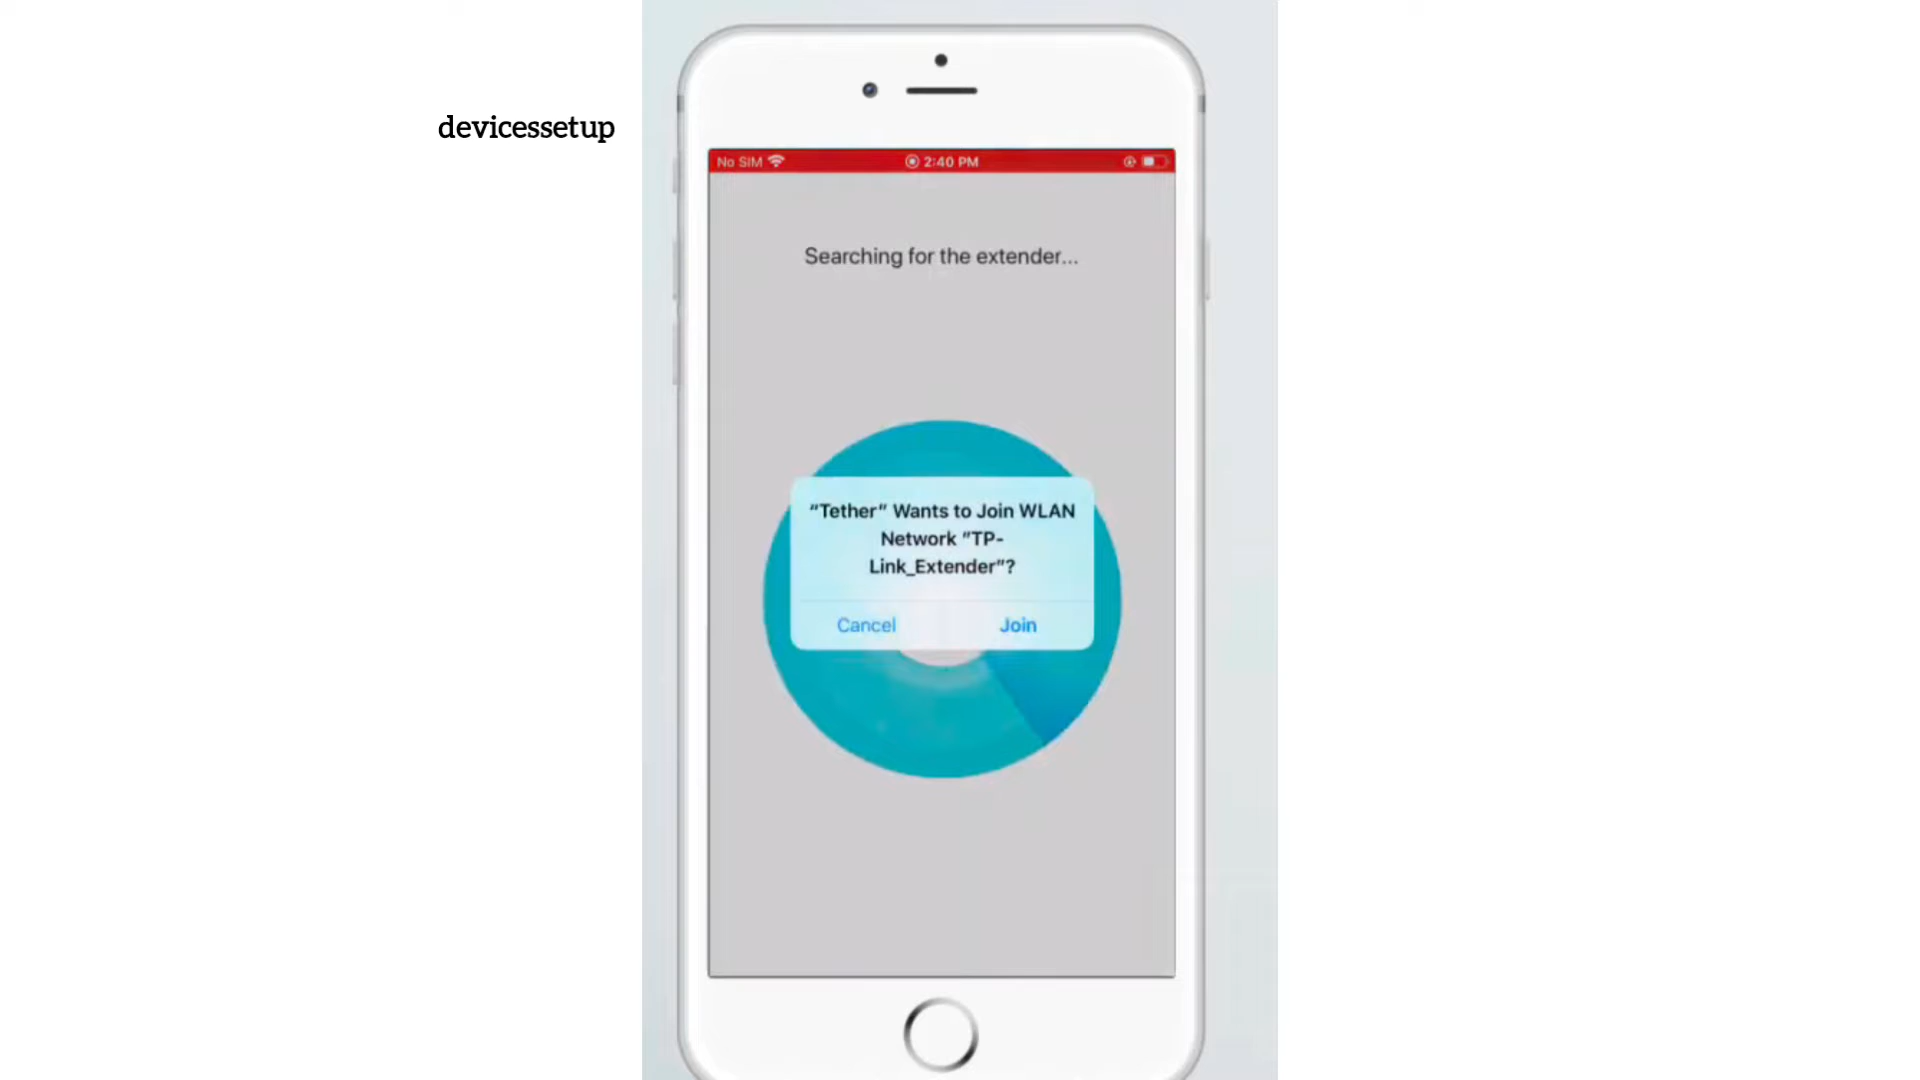 devicessetup
No SIM
2:40 PM
Searching for the extender...
"Tether" Wants to Join WLAN
Network "TP-
Link_Extender"?
Cancel Join